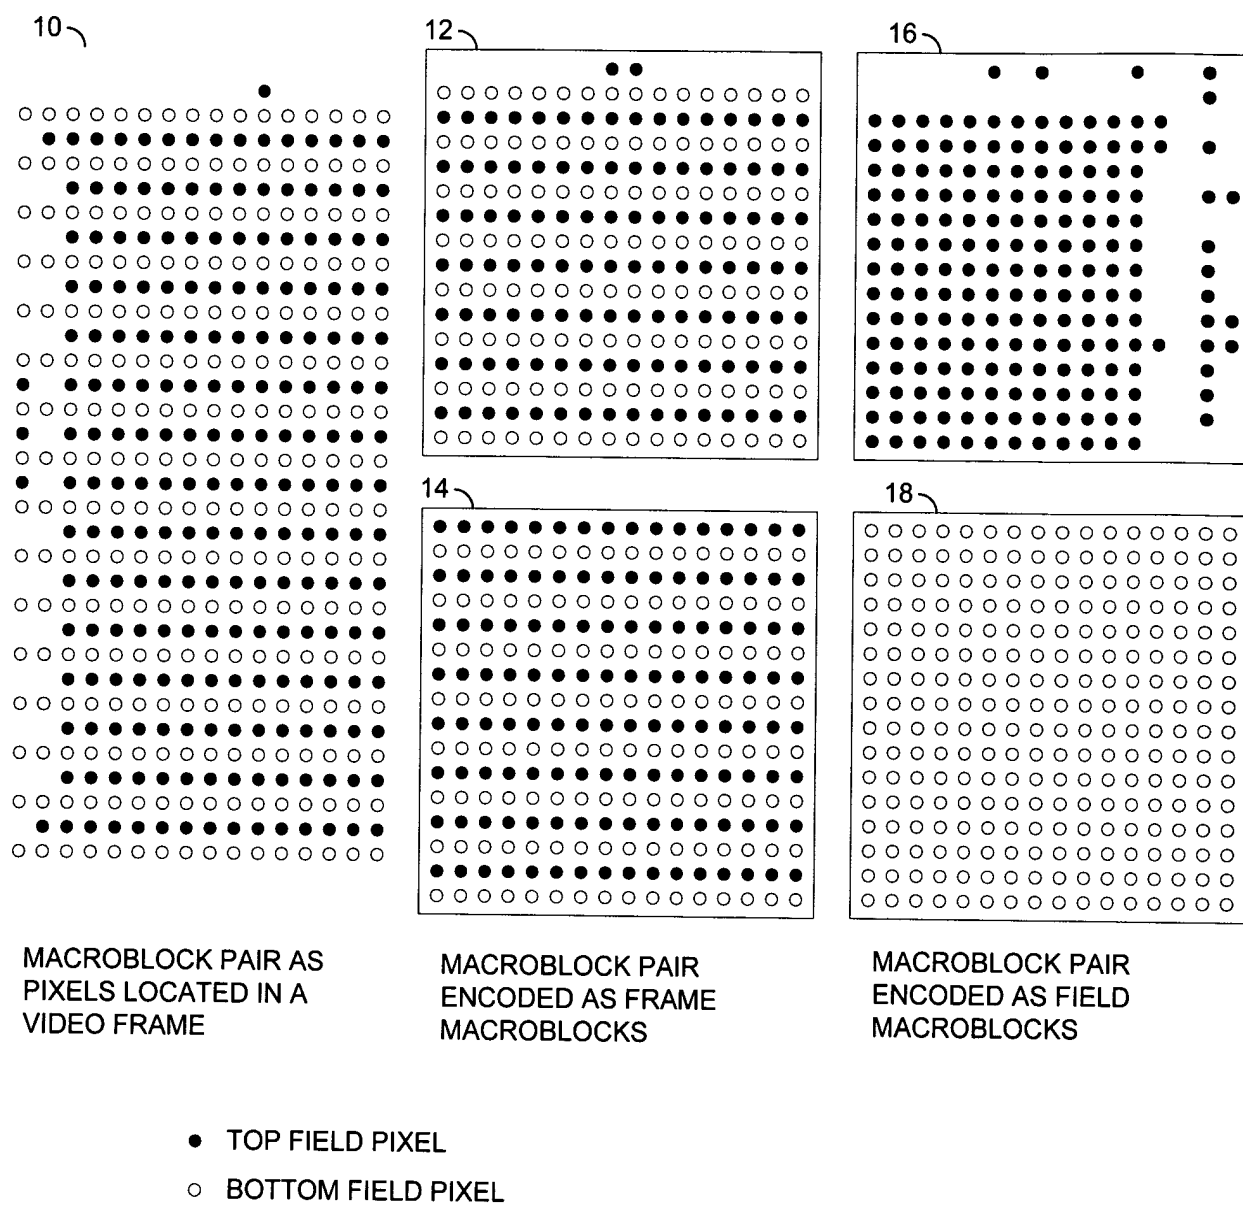 10
12
16
14
18
MACROBLOCK PAIR AS
PIXELS LOCATED IN A
VIDEO FRAME
MACROBLOCK PAIR
ENCODED AS FRAME
MACROBLOCKS
MACROBLOCK PAIR
ENCODED AS FIELD
MACROBLOCKS
TOP FIELD PIXEL
BOTTOM FIELD PIXEL